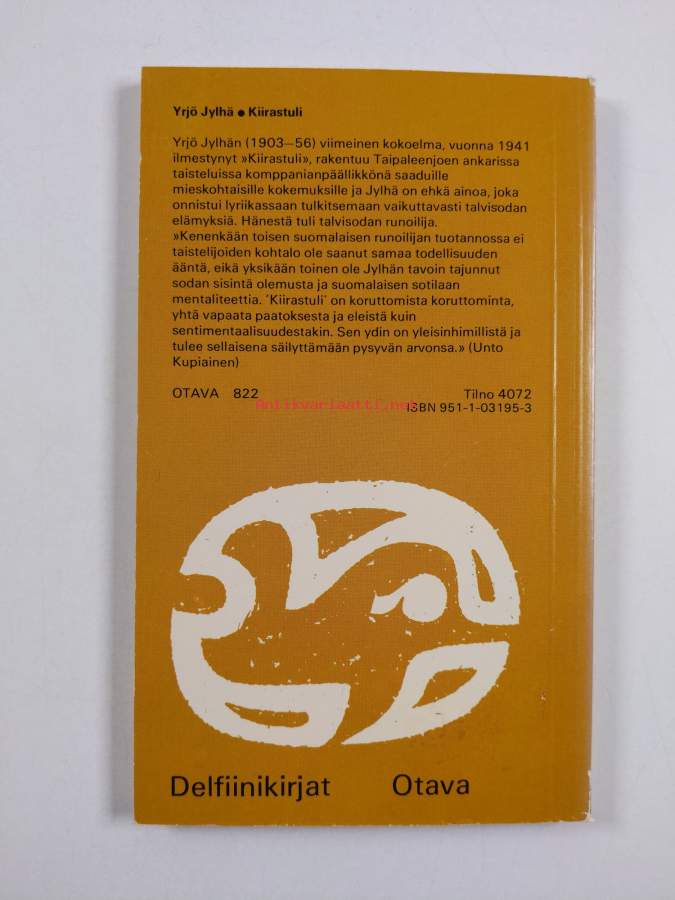 Yrjö Jylhä ● Kiirastuli
Yrjö Jylhän (1903—56) viimeinen kokoelma, vuonna 1941
ilmestynyt »Kiirastuli», rakentuu Taipaleenjoen ankarissa
taisteluissa komppanianpäällikkönä saaduille
mieskohtaisille kokemuksille ja Jylhä on ehkä ainoa, joka
onnistui lyriikassaan tulkitsemaan vaikuttavasti talvisodan
elämyksiä. Hänestä tuli talvisodan runoilija.
»Kenenkään toisen suomalaisen runoilijan tuotannossa ei
taistelijoiden kohtalo ole saanut samaa todellisuuden
ääntä, eikä yksikään toinen ole Jylhän tavoin tajunnut
sodan sisintä olemusta ja suomalaisen sotilaan
mentaliteettia. 'Kiirastuli' on koruttomista koruttominta,
yhtä vapaata paatoksesta ja eleistä kuin
sentimentaalisuudestakin. Sen ydin on yleisinhimillistä ja
tulee sellaisena säilyttämään pysyvän arvonsa.» (Unto
Kupiainen)
OTAVA 822 Tilno 4072
Antikvariaatti.net
ISBN 951-1-03195-3
Delfiinikirjat Otava